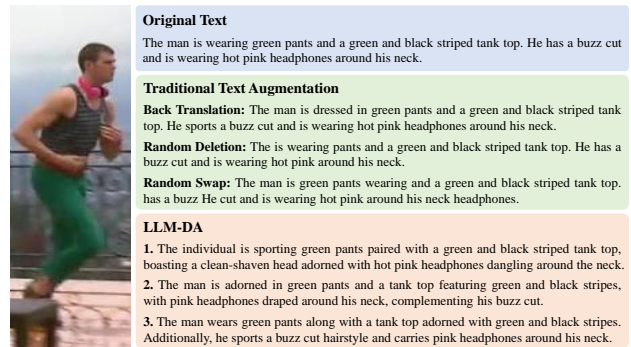 Original Text
The man is wearing green pants and a green and black striped tank top. He has a buzz cut
and is wearing hot pink headphones around his neck.
Traditional Text Augmentation
Back Translation: The man is dressed in green pants and a green and black striped tank
top. He sports a buzz cut and is wearing hot pink headphones around his neck.
Random Deletion: The is wearing pants and a green and black striped tank top. He has a
buzz cut and is wearing hot pink around his neck.
Random Swap: The man is green pants wearing and a green and black striped tank top.
has a buzz He cut and is wearing hot pink around his neck headphones.
LLM-DA
1. The individual is sporting green pants paired with a green and black striped tank top,
boasting a clean-shaven head adorned with hot pink headphones dangling around the neck.
2. The man is adorned in green pants and a tank top featuring green and black stripes,
with pink headphones draped around his neck, complementing his buzz cut.
3. The man wears green pants along with a tank top adorned with green and black stripes.
Additionally, he sports a buzz cut hairstyle and carries pink headphones around his neck.